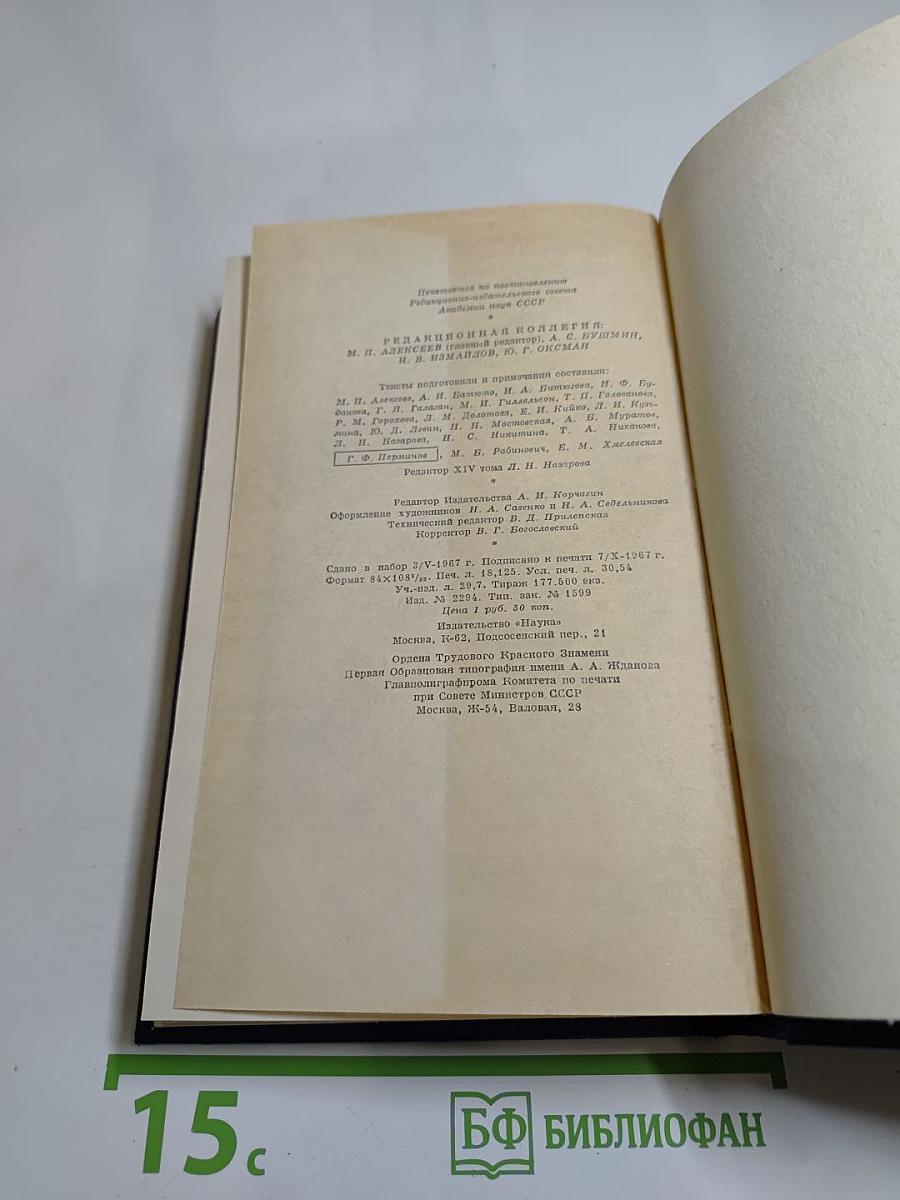 Печатается по постановлению
Редакционно-издательского совета
Академии наук СССР
*
РЕДАКЦИОННАЯ КОЛЛЕГИЯ:
М. П. АЛЕКСЕЕВ (главный редактор), А. С. БУШМИН,
Н. В. ИЗМАЙЛОВ, Ю. Г. ОКСМАН
Тексты подготовили и примечания составили:
М. П. Алексеев, А. И. Батюто, И. А. Битюгова, Н. Ф. Бу-
данова, Г. Я. Галаган, М. И. Гиллельсон, Т. П. Голованова,
Р. М. Горохова, Л. М. Долотова, Е. И. Кийко, Л. И. Кузь-
мина, Ю. Д. Левин, Н. Н. Мостовская, А. Б. Муратов,
Л. Н. Назарова, Н. С. Никитина, Т. А. Никонова,
Г. Ф. Перминов, М. Б. Рабинович, Е. М. Хмелевская
Редактор XIV тома Л. Н. Назарова
*
Редактор Издательства А. И. Корчагин
Оформление художников Н. А. Савенко и Н. А. Седельникова
Технический редактор В. Д. Прилепская
Корректор В. Г. Богословский
*
Сдано в набор 3/V-1967 г. Подписано к печати 7/X-1967 г.
Формат 84×108¹/₃₂. Печ. л. 18,125. Усл. печ. л. 30,54
Уч.-изд. л. 29,7. Тираж 177.500 экз.
Изд. № 2294. Тип. зак. № 1599
Цена 1 руб. 50 коп.
Издательство «Наука»
Москва, К-62, Подсосенский пер., 21
Ордена Трудового Красного Знамени
Первая Образцовая типография имени А. А. Жданова
Главполиграфпрома Комитета по печати
при Совете Министров СССР
Москва, Ж-54, Валовая, 28
15 с
БФ БИБЛИОФАН